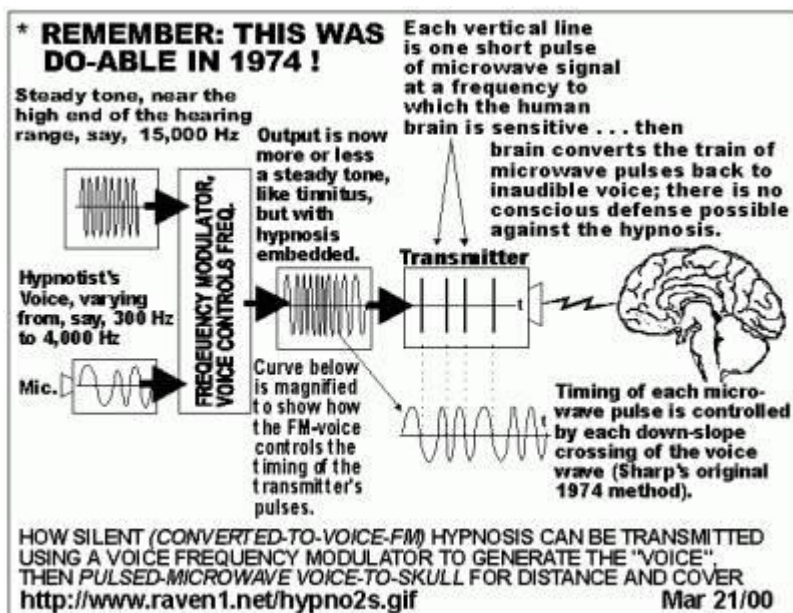 * REMEMBER: THIS WAS
DO-ABLE IN 1974 !
Steady tone, near the
high end of the hearing
range, say, 15,000 Hz
Each vertical line
is one short pulse
of microwave signal
at a frequency to
which the human
brain is sensitive . . . then
brain converts the train of
microwave pulses back to
inaudible voice; there is no
conscious defense possible
against the hypnosis.
Output is now
more or less
a steady tone,
like tinnitus,
but with
hypnosis
embedded.
FREQEUENCY MODULATOR,
VOICE CONTROLS FREQ.
Transmitter
t
Hypnotist's
Voice, varying
from, say, 300 Hz
to 4,000 Hz
Mic.
Curve below
is magnified
to show how
the FM-voice
controls the
timing of the
transmitter's
pulses.
t
Timing of each micro-
wave pulse is controlled
by each down-slope
crossing of the voice
wave (Sharp's original
1974 method).
HOW SILENT (CONVERTED-TO-VOICE-FM) HYPNOSIS CAN BE TRANSMITTED
USING A VOICE FREQUENCY MODULATOR TO GENERATE THE "VOICE",
THEN PULSED-MICROWAVE VOICE-TO-SKULL FOR DISTANCE AND COVER
http://www.raven1.net/hypno2s.gif
Mar 21/00